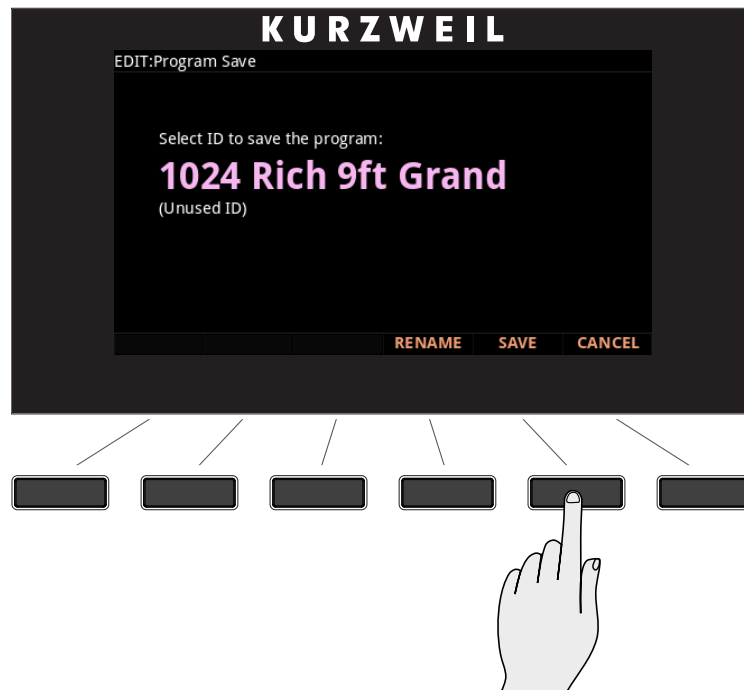 KURZWEIL
EDIT:Program Save
Select ID to save the program:
1024 Rich 9ft Grand
(Unused ID)
RENAME SAVE CANCEL